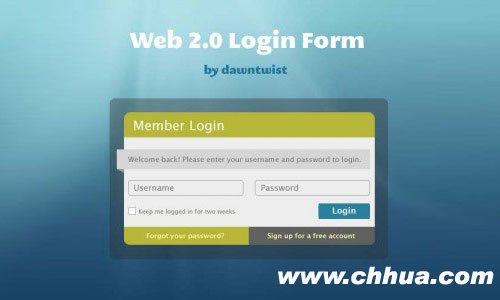 Web 2.0 Login Form
by dawntwist
Member Login
Welcome back! Please enter your username and password to login.
Username Password
Keep me logged in for two weeks Login
Forgot your password? Sign up for a free account
www.chhua.com